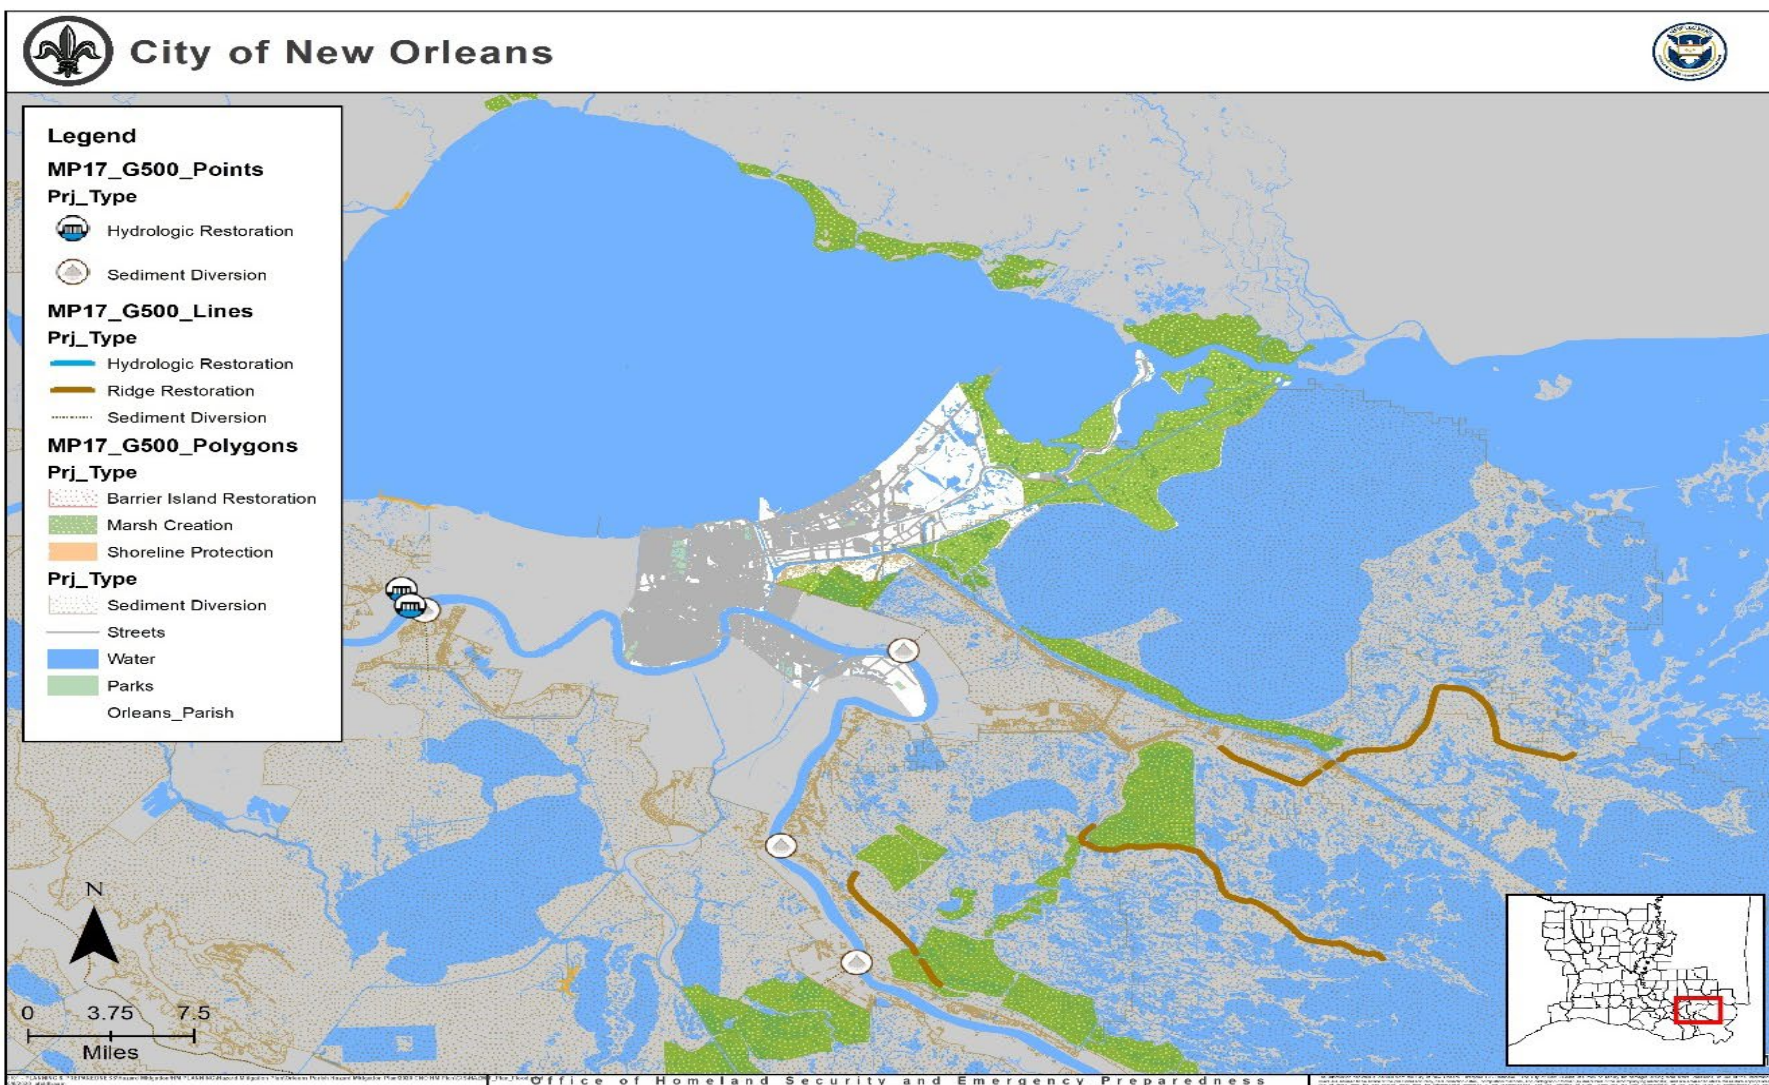 City of New Orleans
Legend
MP17_G500_Points
Prj_Type
Hydrologic Restoration
Sediment Diversion
MP17_G500_Lines
Prj_Type
Hydrologic Restoration
Ridge Restoration
Sediment Diversion
MP17_G500_Polygons
Prj_Type
Barrier Island Restoration
Marsh Creation
Shoreline Protection
Prj_Type
Sediment Diversion
Streets
Water
Parks
Orleans_Parish
N
0 3.75 7.5
Miles
Office of Homeland Security and Emergency Preparedness